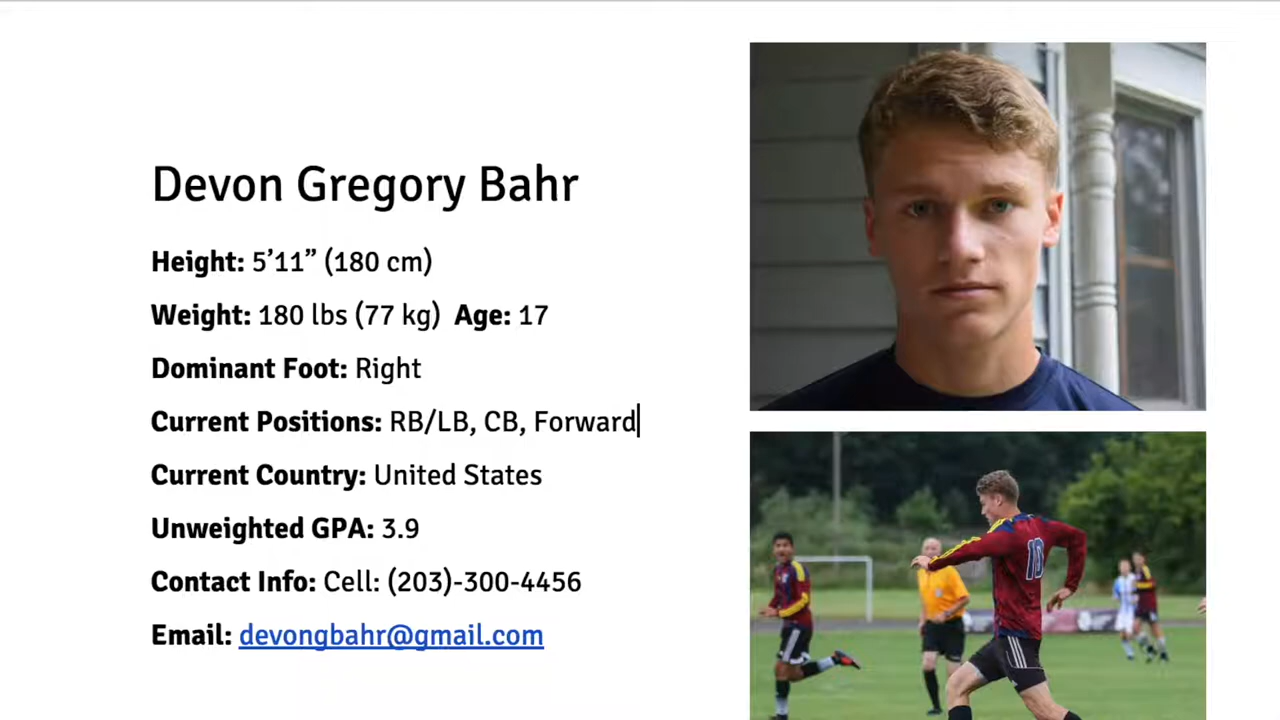 Devon Gregory Bahr
Height: 5’11” (180 cm)
Weight: 180 lbs (77 kg)  Age: 17
Dominant Foot: Right
Current Positions: RB/LB, CB, Forward
Current Country: United States
Unweighted GPA: 3.9
Contact Info: Cell: (203)-300-4456
Email: devongbahr@gmail.com
10